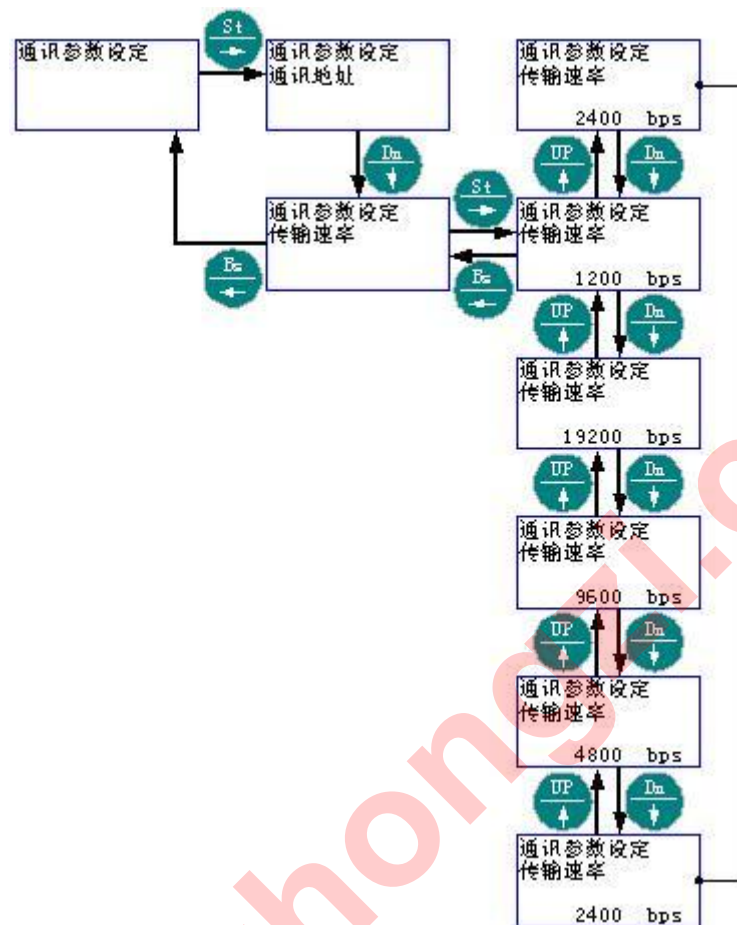 St
通讯参数设定
通讯参数设定
通讯地址
通讯参数设定
传输速率
2400 bps
Dn
UP
Dn
St
通讯参数设定
传输速率
通讯参数设定
传输速率
1200 bps
Bs
Bs
UP
Dn
通讯参数设定
传输速率
19200 bps
UP
Dn
通讯参数设定
传输速率
9600 bps
UP
Dn
通讯参数设定
传输速率
4800 bps
UP
Dn
通讯参数设定
传输速率
2400 bps
hongzi.c